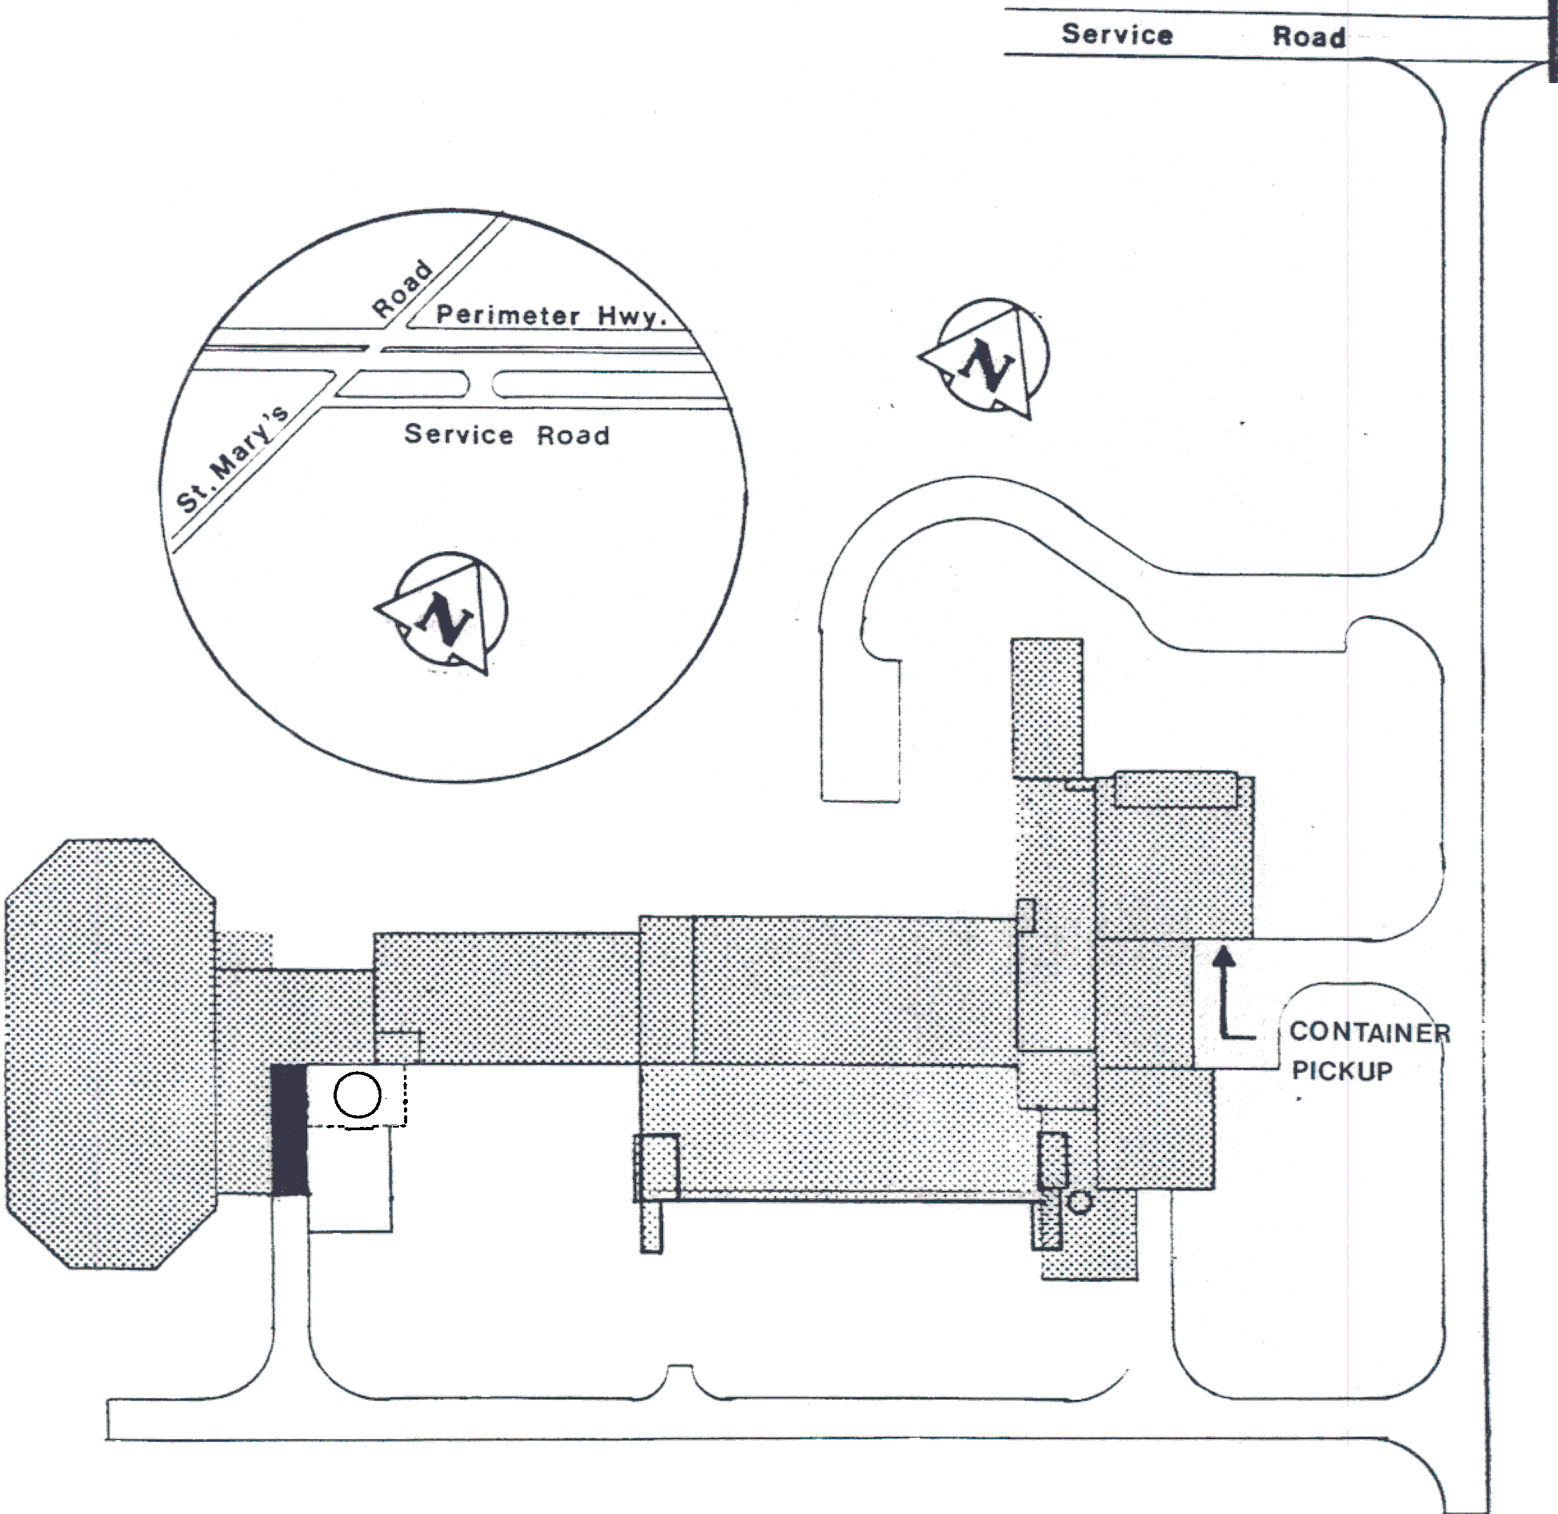 Service Road
Road
Perimeter Hwy.
St. Mary's
Service Road
N
N
CONTAINER
PICKUP